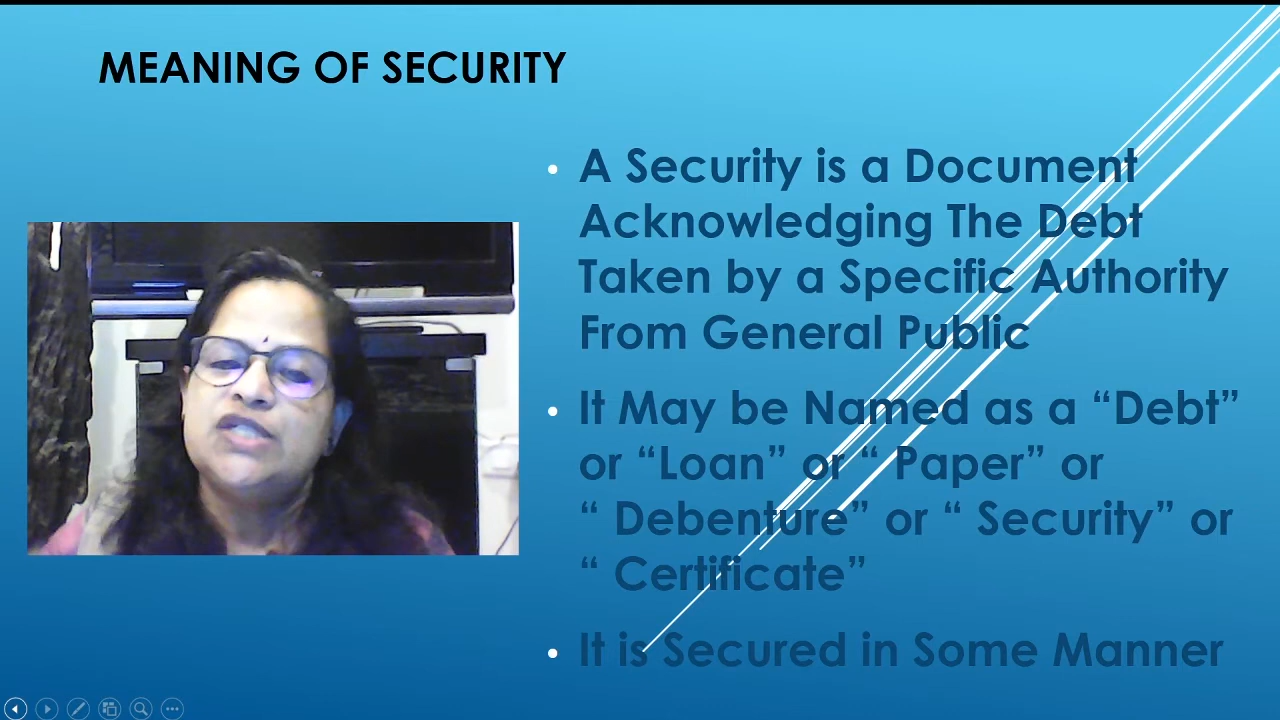 MEANING OF SECURITY
• A Security is a Document
Acknowledging The Debt
Taken by a Specific Authority
From General Public
• It May be Named as a “Debt”
or “Loan” or “ Paper” or
“ Debenture” or “ Security” or
“ Certificate”
• It is Secured in Some Manner